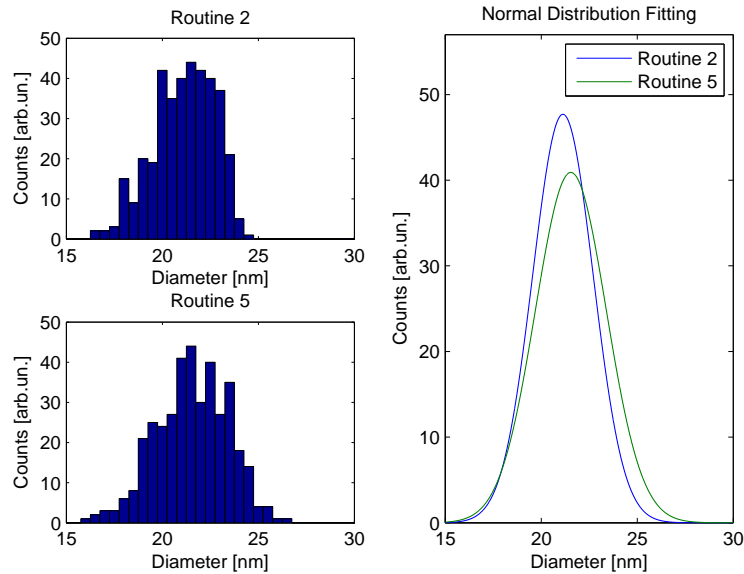 Routine 2
50
40
30
20
10
0
Counts [arb.un.]
15 20 25 30
Diameter [nm]
Routine 5
50
40
30
20
10
0
Counts [arb.un.]
15 20 25 30
Diameter [nm]
Normal Distribution Fitting
Routine 2
Routine 5
50
40
30
20
10
0
Counts [arb.un.]
15 20 25 30
Diameter [nm]